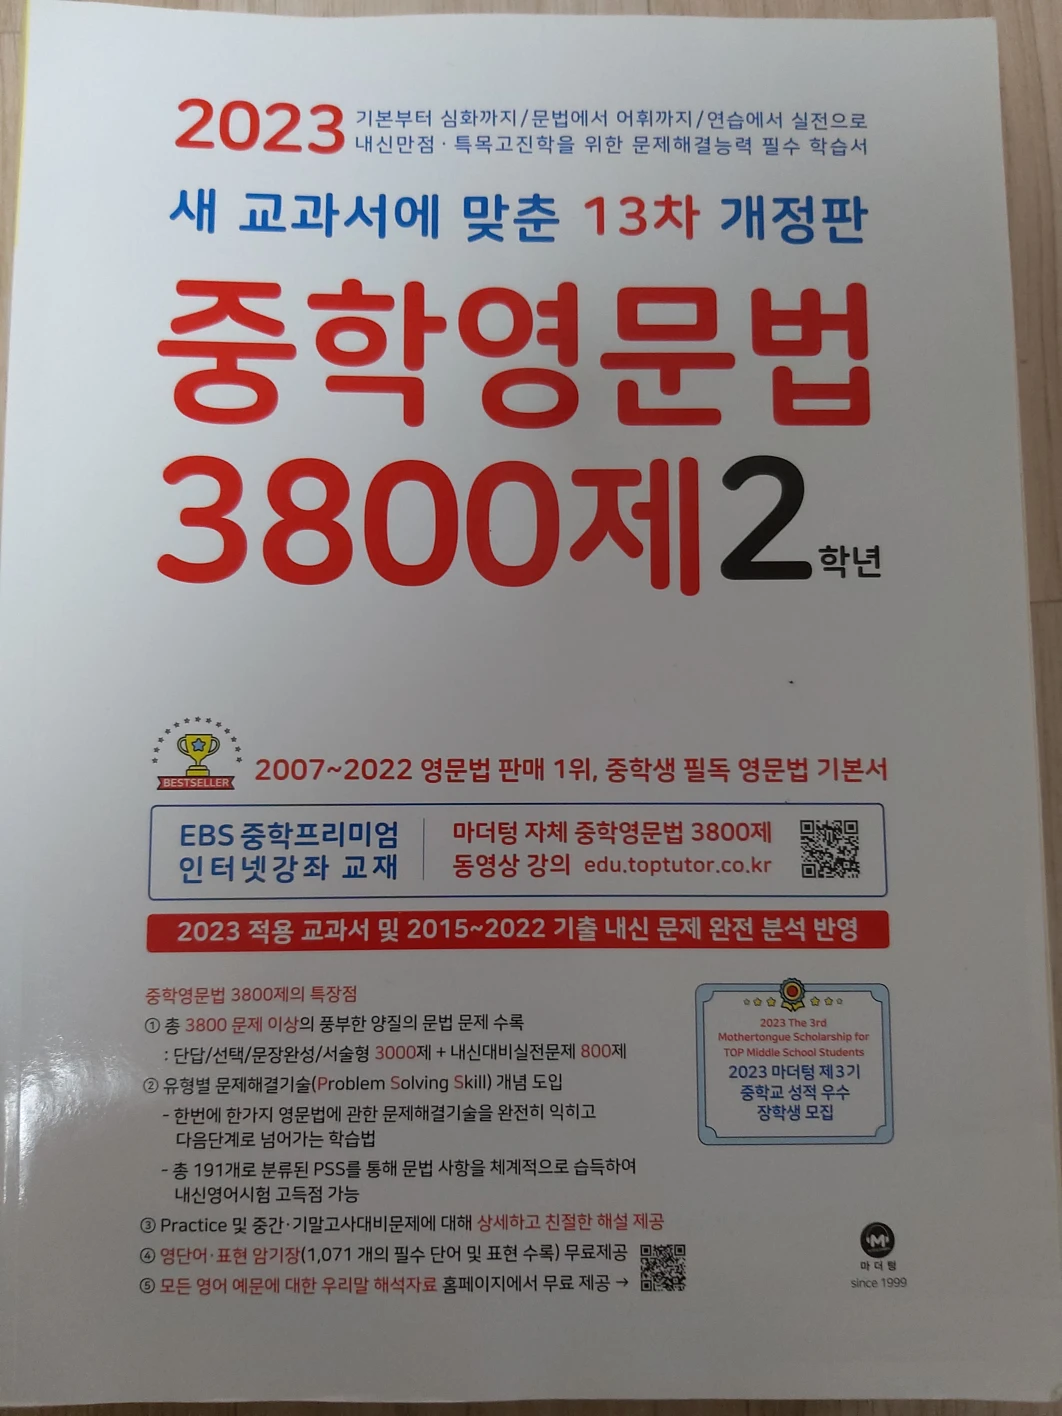 2023 기본부터 심화까지/문법에서 어휘까지/연습에서 실전으로
내신만점 · 특목고진학을 위한 문제해결능력 필수 학습서
새 교과서에 맞춘 13차 개정판
중학영문법
3800제 2학년
BESTSELLER
2007~2022 영문법 판매 1위, 중학생 필독 영문법 기본서
EBS 중학프리미엄
인터넷강좌 교재
마더텅 자체 중학영문법 3800제
동영상 강의 edu.toptutor.co.kr
2023 적용 교과서 및 2015~2022 기출 내신 문제 완전 분석 반영
중학영문법 3800제의 특장점
① 총 3800 문제 이상의 풍부한 양질의 문법 문제 수록
: 단답/선택/문장완성/서술형 3000제 + 내신대비실전문제 800제
② 유형별 문제해결기술(Problem Solving Skill) 개념 도입
- 한번에 한가지 영문법에 관한 문제해결기술을 완전히 익히고
다음단계로 넘어가는 학습법
- 총 191개로 분류된 PSS를 통해 문법 사항을 체계적으로 습득하여
내신영어시험 고득점 가능
③ Practice 및 중간·기말고사대비문제에 대해 상세하고 친절한 해설 제공
④ 영단어·표현 암기장(1,071 개의 필수 단어 및 표현 수록) 무료제공
⑤ 모든 영어 예문에 대한 우리말 해석자료 홈페이지에서 무료 제공 →
2023 The 3rd
Mothertongue Scholarship for
TOP Middle School Students
2023 마더텅 제3기
중학교 성적 우수
장학생 모집
M
마더텅
since 1999